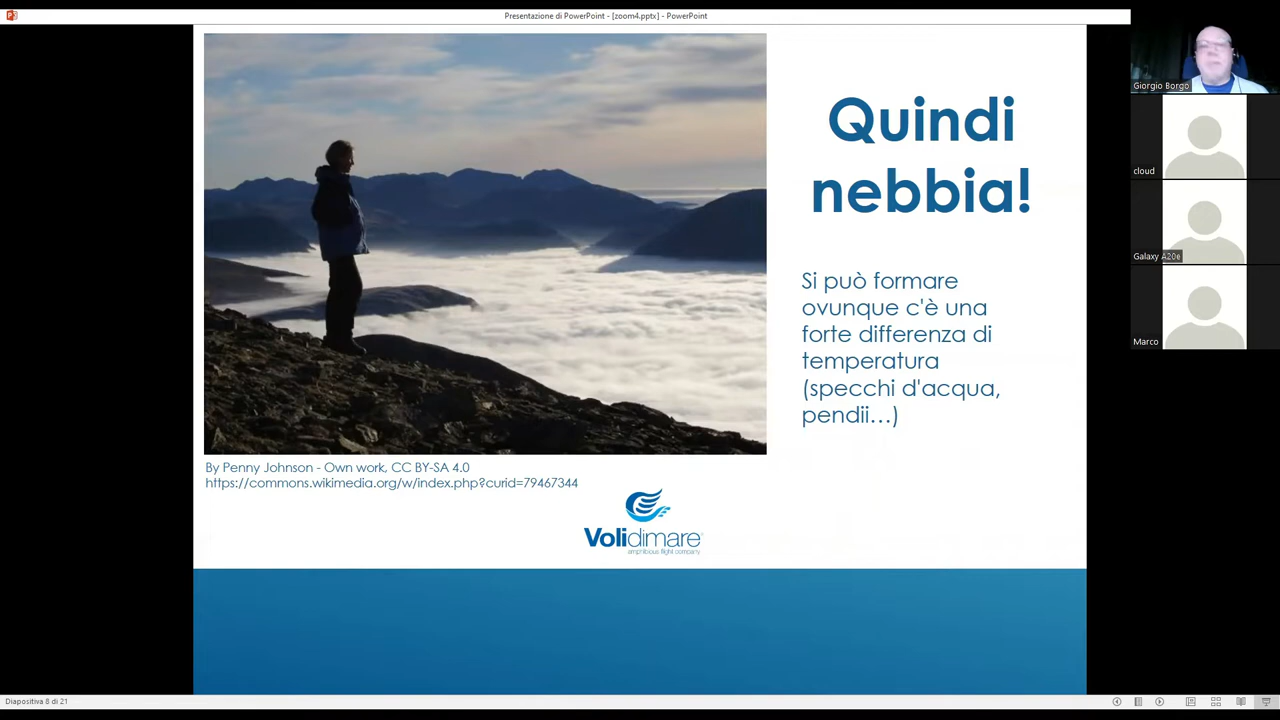 Presentazione di PowerPoint - [zoom4.pptx] - PowerPoint
Quindi
nebbia!
Si può formare
ovunque c'è una
forte differenza di
temperatura
(specchi d'acqua,
pendii...)
By Penny Johnson - Own work, CC BY-SA 4.0
https://commons.wikimedia.org/w/index.php?curid=79467344
Volidimare
amphibious flight company
Giorgio Borgo
cloud
Galaxy A20e
Marco
Diapositiva 8 di 21